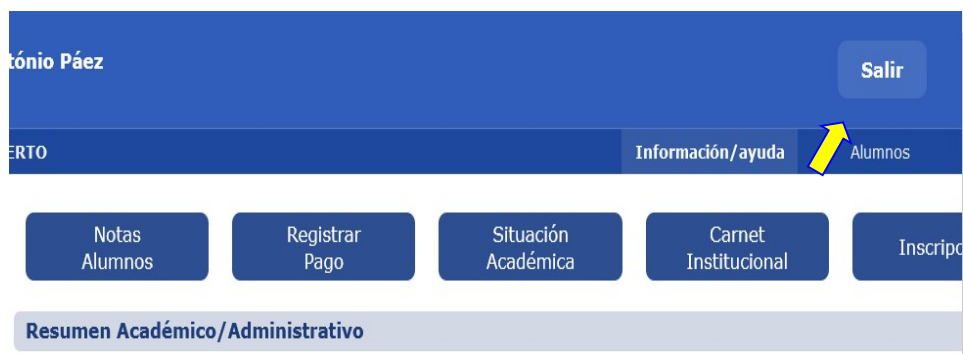 tónio Páez
Salir
ERTO
Información/ayuda
Alumnos
Notas
Alumnos
Registrar
Pago
Situación
Académica
Carnet
Institucional
Inscripc
Resumen Académico/Administrativo